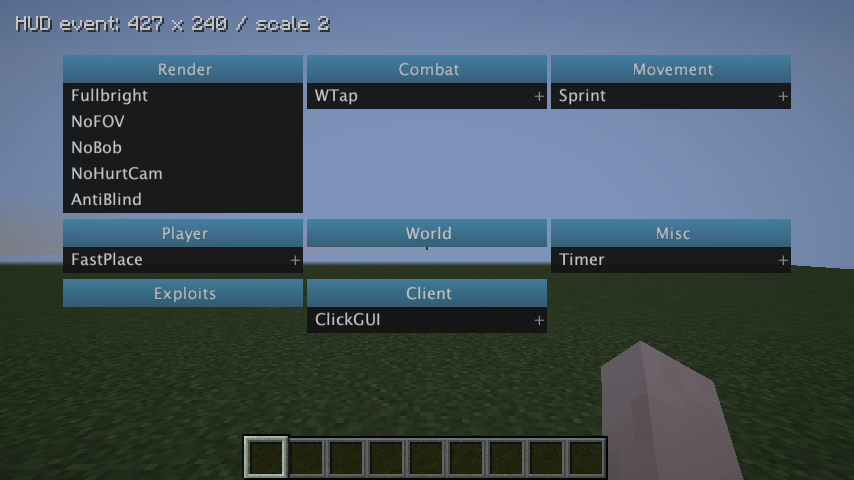 HUD event: 427 x 240 / scale 2
Render
Fullbright
NoFOV
NoBob
NoHurtCam
AntiBlind
Combat
WTap +
Movement
Sprint +
Player
FastPlace +
World
Misc
Timer +
Exploits
Client
ClickGUI +